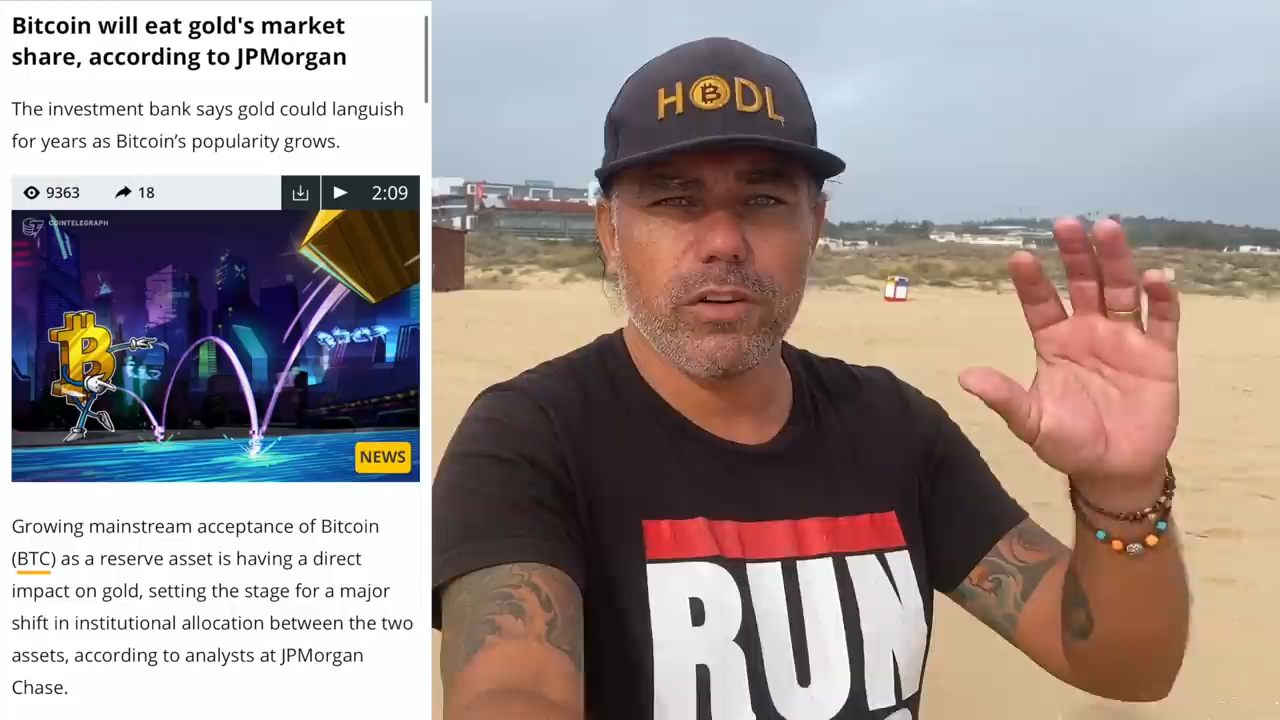 Bitcoin will eat gold's market
share, according to JPMorgan
The investment bank says gold could languish
for years as Bitcoin’s popularity grows.
9363 18 2:09
COINTELEGRAPH
NEWS
Growing mainstream acceptance of Bitcoin
(BTC) as a reserve asset is having a direct
impact on gold, setting the stage for a major
shift in institutional allocation between the two
assets, according to analysts at JPMorgan
Chase.
HODL
RUN